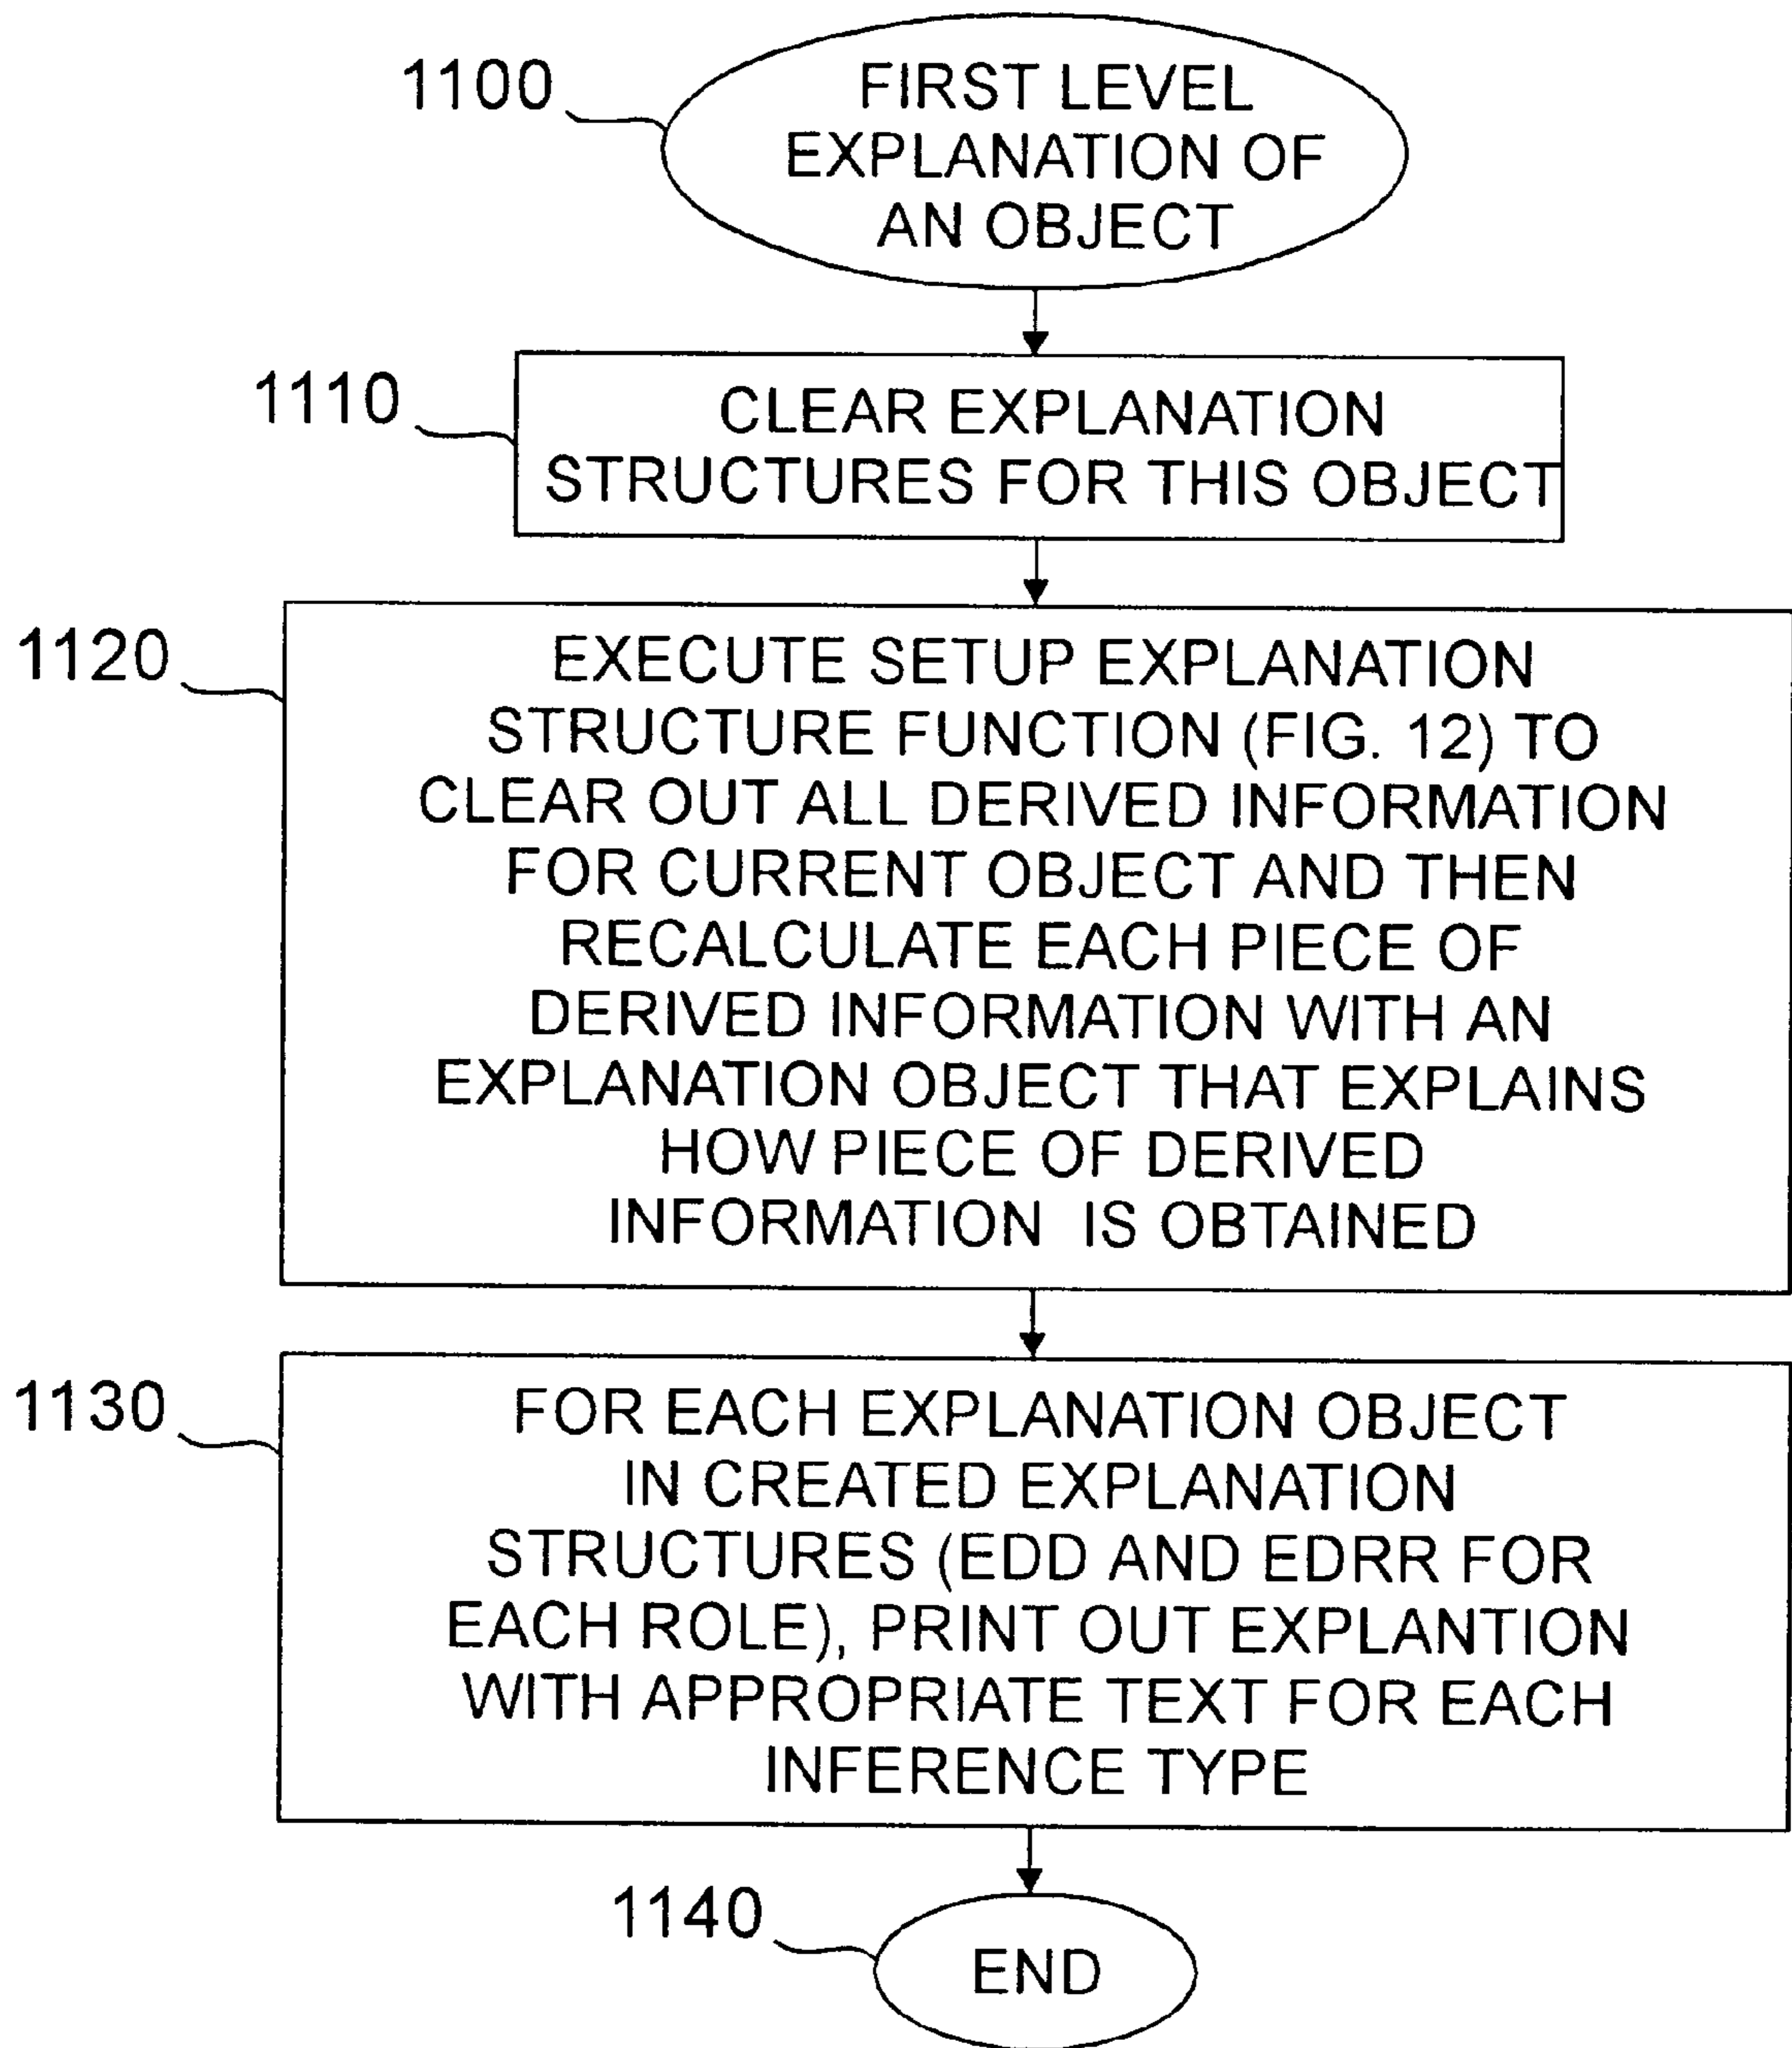 1100
FIRST LEVEL
EXPLANATION OF
AN OBJECT
1110
CLEAR EXPLANATION
STRUCTURES FOR THIS OBJECT
1120
EXECUTE SETUP EXPLANATION
STRUCTURE FUNCTION (FIG. 12) TO
CLEAR OUT ALL DERIVED INFORMATION
FOR CURRENT OBJECT AND THEN
RECALCULATE EACH PIECE OF
DERIVED INFORMATION WITH AN
EXPLANATION OBJECT THAT EXPLAINS
HOW PIECE OF DERIVED
INFORMATION IS OBTAINED
1130
FOR EACH EXPLANATION OBJECT
IN CREATED EXPLANATION
STRUCTURES (EDD AND EDRR FOR
EACH ROLE), PRINT OUT EXPLANTION
WITH APPROPRIATE TEXT FOR EACH
INFERENCE TYPE
1140
END